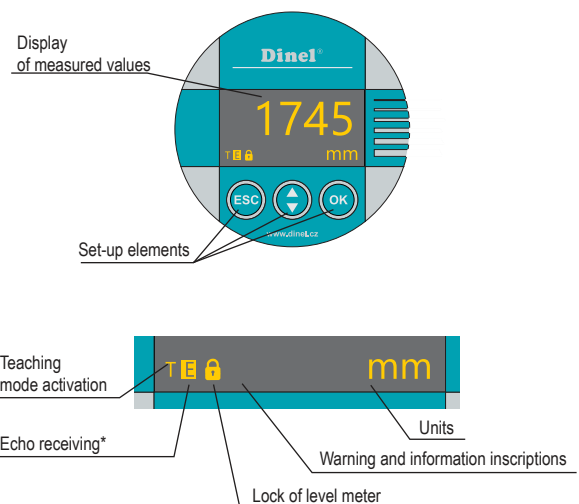 Display
of measured values
Dinel®
1745
T E
mm
ESC
OK
www.dinel.cz
Set-up elements
Teaching
mode activation
T E
mm
Echo receiving*
Units
Warning and information inscriptions
Lock of level meter